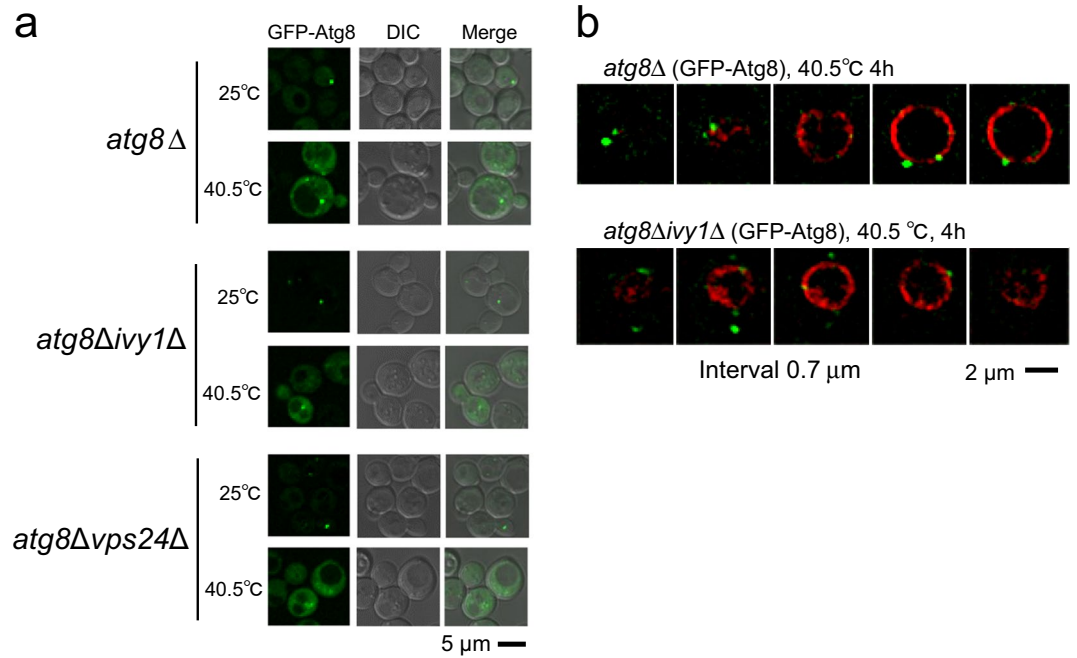 a
GFP-Atg8 DIC Merge
atg8Δ
25℃
40.5℃
atg8Δivy1Δ
25℃
40.5℃
atg8Δvps24Δ
25℃
40.5℃
5 μm
b
atg8Δ (GFP-Atg8), 40.5℃ 4h
atg8Δivy1Δ (GFP-Atg8), 40.5 ℃, 4h
Interval 0.7 μm
2 μm